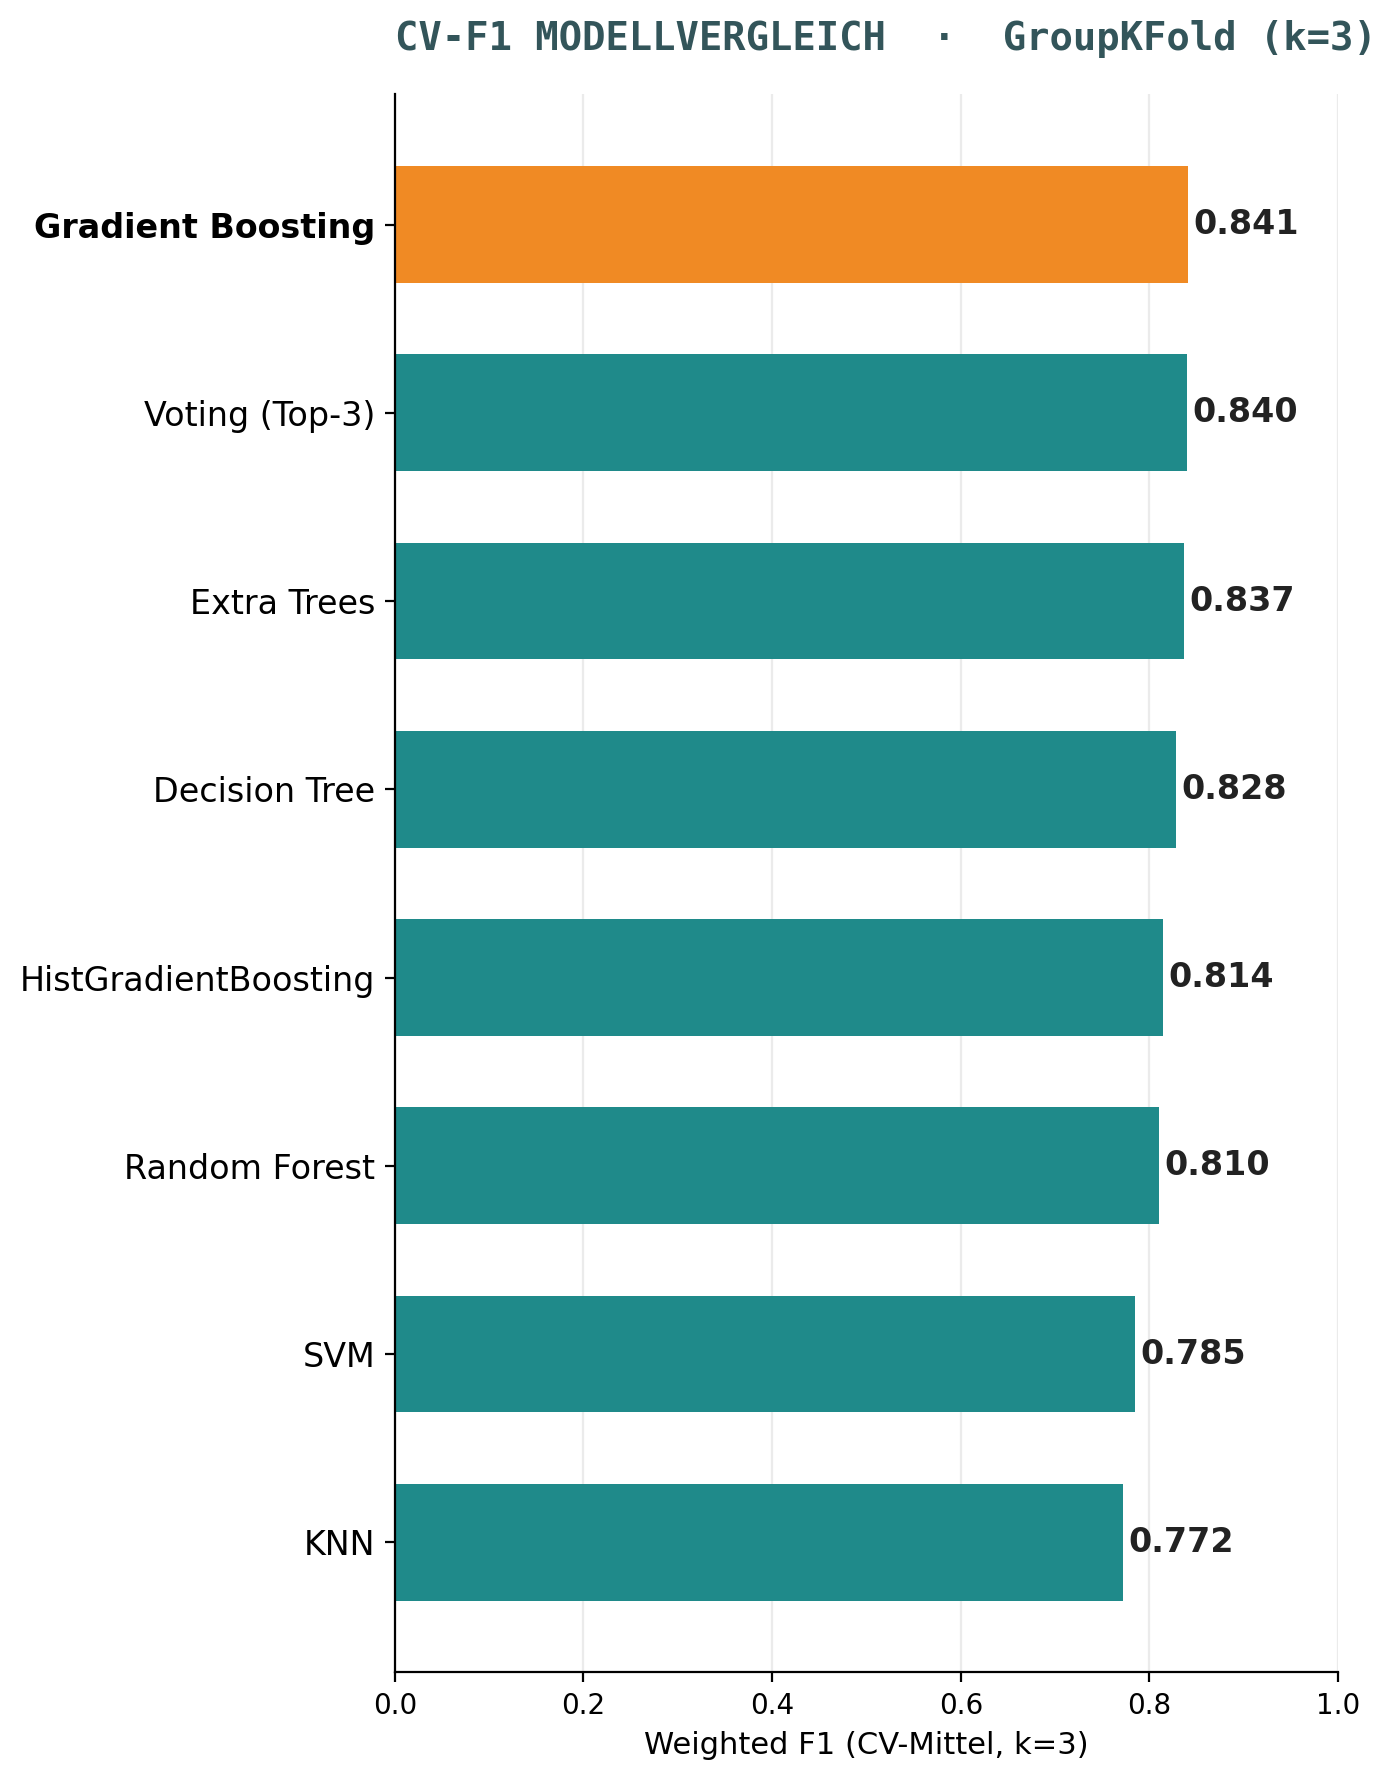 CV-F1 MODELLVERGLEICH · GroupKFold (k=3)
Gradient Boosting 0.841
Voting (Top-3) 0.840
Extra Trees 0.837
Decision Tree 0.828
HistGradientBoosting 0.814
Random Forest 0.810
SVM 0.785
KNN 0.772
0.0 0.2 0.4 0.6 0.8 1.0
Weighted F1 (CV-Mittel, k=3)